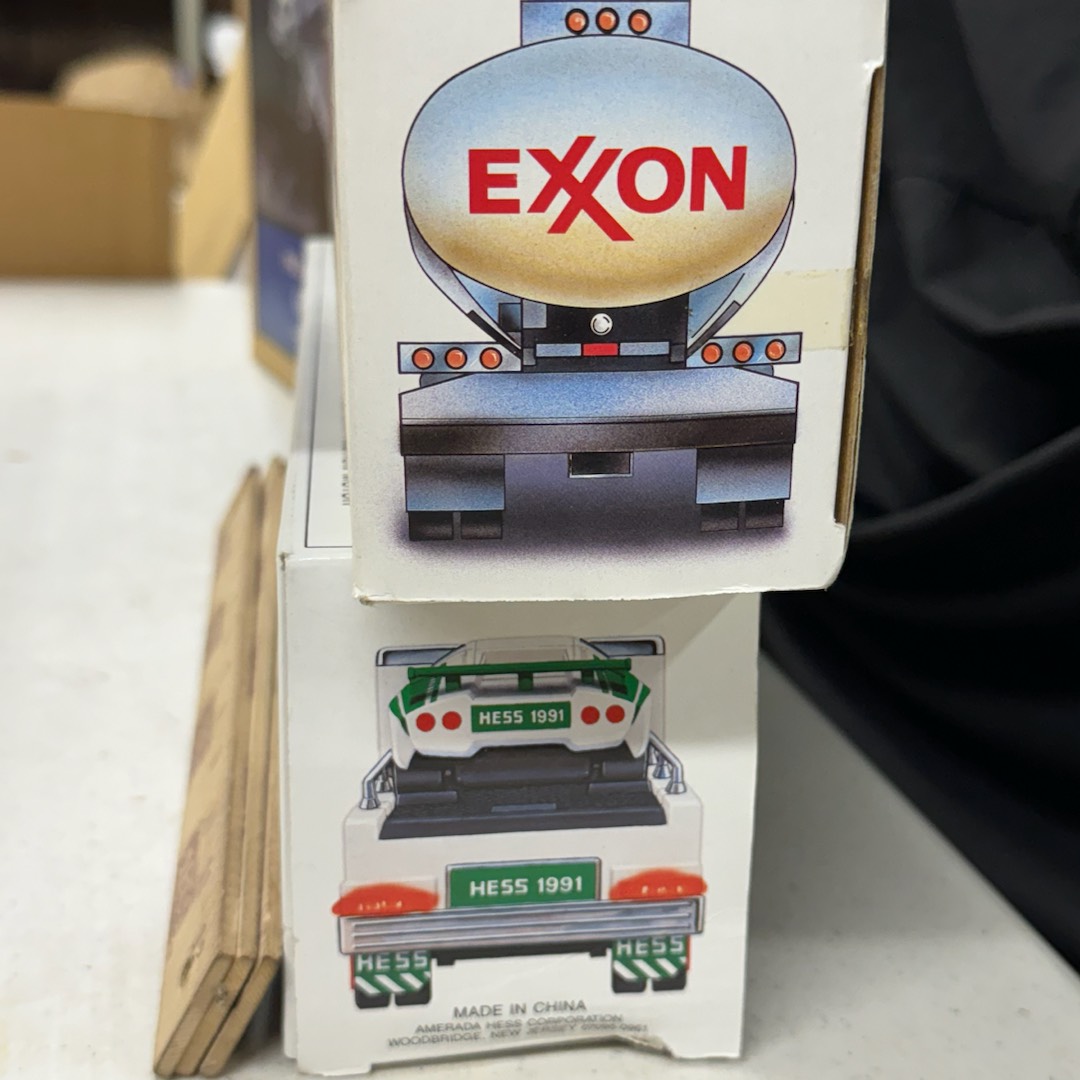 EXXON
HESS 1991
HESS 1991
HESS HESS
MADE IN CHINA
AMERADA HESS CORPORATION
WOODBRIDGE, NEW JERSEY